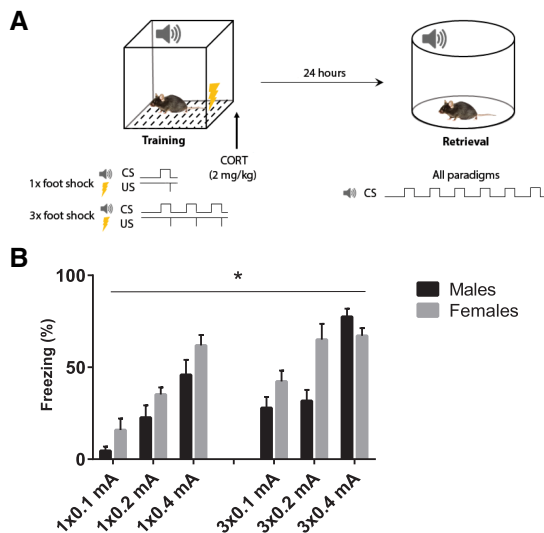 A
24 hours
Training
Retrieval
CORT
(2 mg/kg)
1x foot shock
CS
US
3x foot shock
CS
US
All paradigms
CS
B
*
Males
Females
Freezing (%)
100
50
0
1x0.1 mA
1x0.2 mA
1x0.4 mA
3x0.1 mA
3x0.2 mA
3x0.4 mA